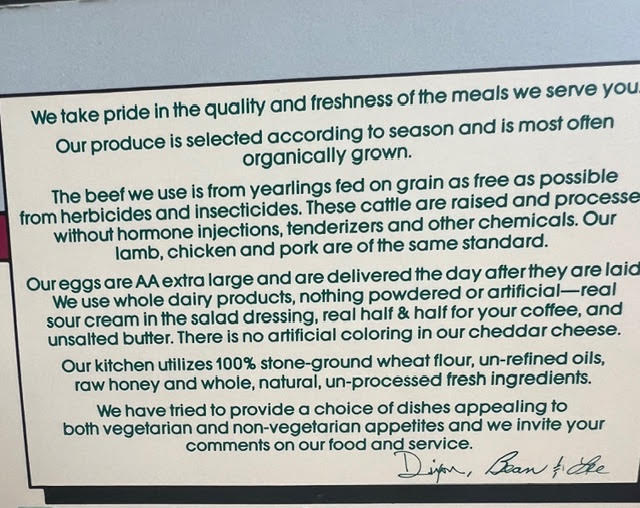 We take pride in the quality and freshness of the meals we serve you.
Our produce is selected according to season and is most often
organically grown.
The beef we use is from yearlings fed on grain as free as possible
from herbicides and insecticides. These cattle are raised and processe
without hormone injections, tenderizers and other chemicals. Our
lamb, chicken and pork are of the same standard.
Our eggs are AA extra large and are delivered the day after they are laid
We use whole dairy products, nothing powdered or artificial—real
sour cream in the salad dressing, real half & half for your coffee, and
unsalted butter. There is no artificial coloring in our cheddar cheese.
Our kitchen utilizes 100% stone-ground wheat flour, un-refined oils,
raw honey and whole, natural, un-processed fresh ingredients.
We have tried to provide a choice of dishes appealing to
both vegetarian and non-vegetarian appetites and we invite your
comments on our food and service.
Dixon, Bean & Lee